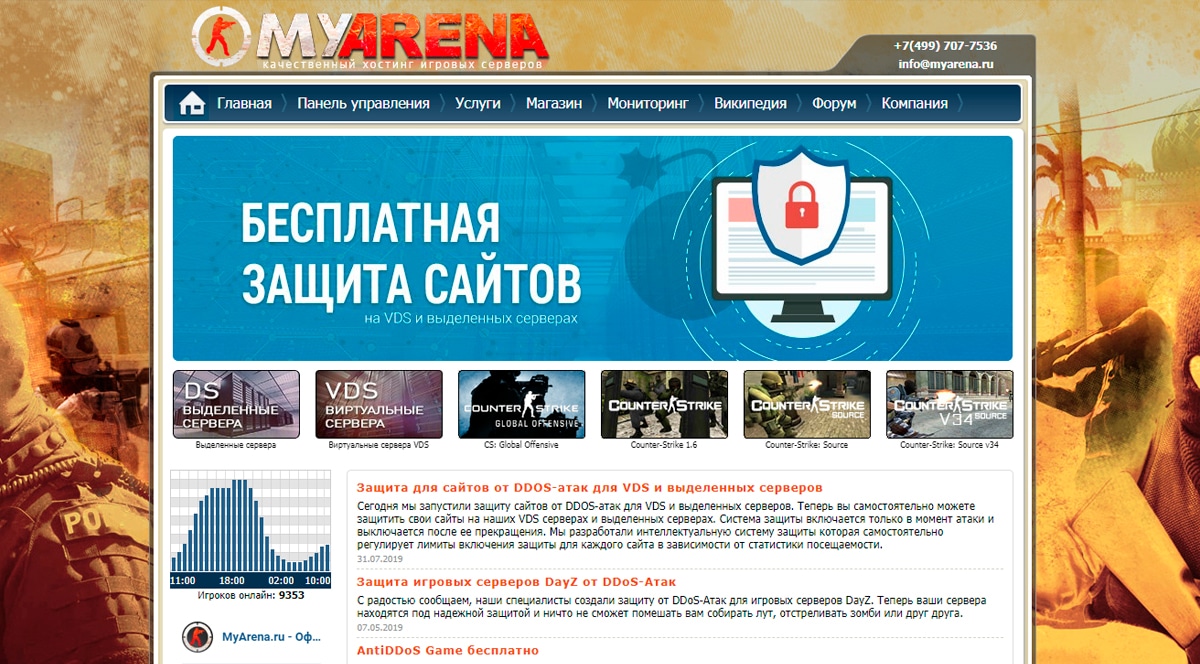 MYARENA
качественный хостинг игровых серверов
+7(499) 707-7536
info@myarena.ru
Главная
Панель управления
Услуги
Магазин
Мониторинг
Википедия
Форум
Компания
БЕСПЛАТНАЯ
ЗАЩИТА САЙТОВ
на VDS и выделенных серверах
DS
ВЫДЕЛЕННЫЕ
СЕРВЕРА
Выделенные сервера
VDS
ВИРТУАЛЬНЫЕ
СЕРВЕРА
Виртуальные сервера VDS
COUNTER STRIKE
GLOBAL OFFENSIVE
CS: Global Offensive
COUNTER STRIKE
Counter-Strike 1.6
COUNTER STRIKE
SOURCE
Counter-Strike: Source
COUNTER STRIKE
SOURCE
V34
Counter-Strike: Source v34
11:00 18:00 02:00 10:00
Игроков онлайн: 9353
MyArena.ru - Оф...
Защита для сайтов от DDOS-атак для VDS и выделенных серверов
Сегодня мы запустили защиту сайтов от DDOS-атак для VDS и выделенных серверов. Теперь вы самостоятельно можете
защитить свои сайты на наших VDS серверах и выделенных серверах. Система защиты включается только в момент атаки и
выключается после ее прекращения. Мы разработали интеллектуальную систему защиты которая самостоятельно
регулирует лимиты включения защиты для каждого сайта в зависимости от статистики посещаемости.
31.07.2019
Защита игровых серверов DayZ от DDoS-Атак
С радостью сообщаем, наши специалисты создали защиту от DDoS-Атак для игровых серверов DayZ. Теперь ваши сервера
находятся под надежной защитой и ничто не сможет помешать вам собирать лут, отстреливать зомби или друг друга.
07.05.2019
AntiDDoS Game бесплатно
POLICE